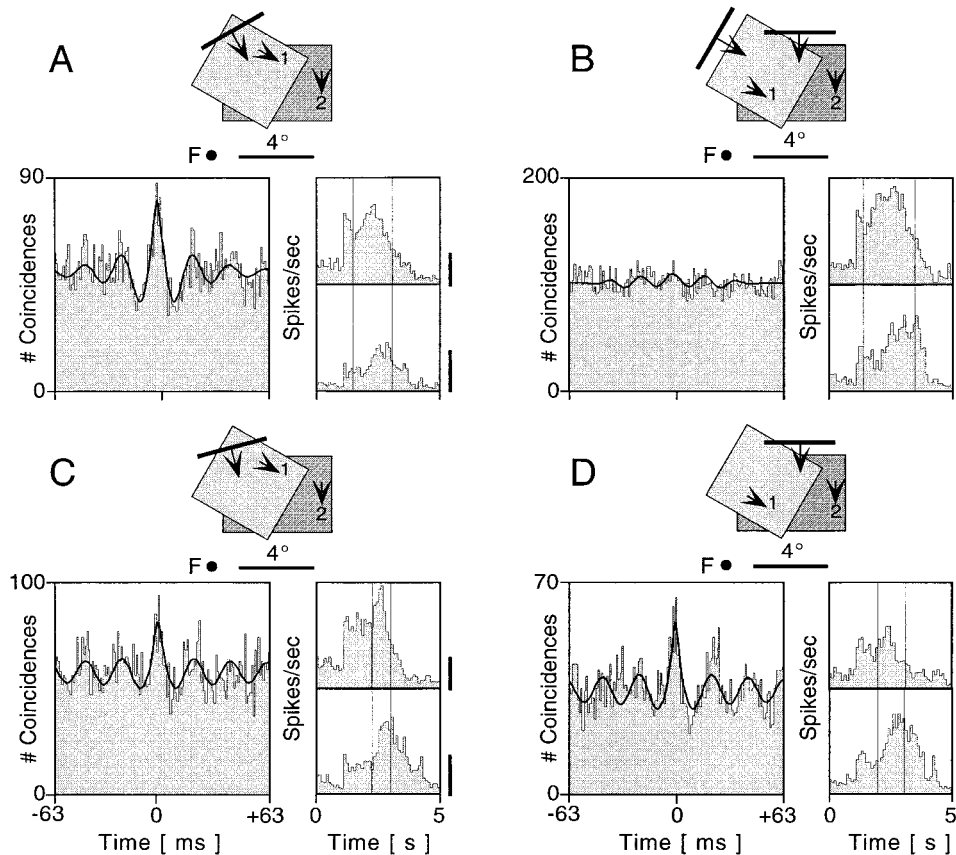 A
1
2
4°
F
90
# Coincidences
0
Spikes/sec
B
1
2
4°
F
200
# Coincidences
0
Spikes/sec
0
5
C
1
2
4°
F
100
# Coincidences
0
-63
0
+63
Time [ ms ]
Spikes/sec
0
5
Time [ s ]
D
1
2
4°
F
70
# Coincidences
0
-63
0
+63
Time [ ms ]
Spikes/sec
0
5
Time [ s ]